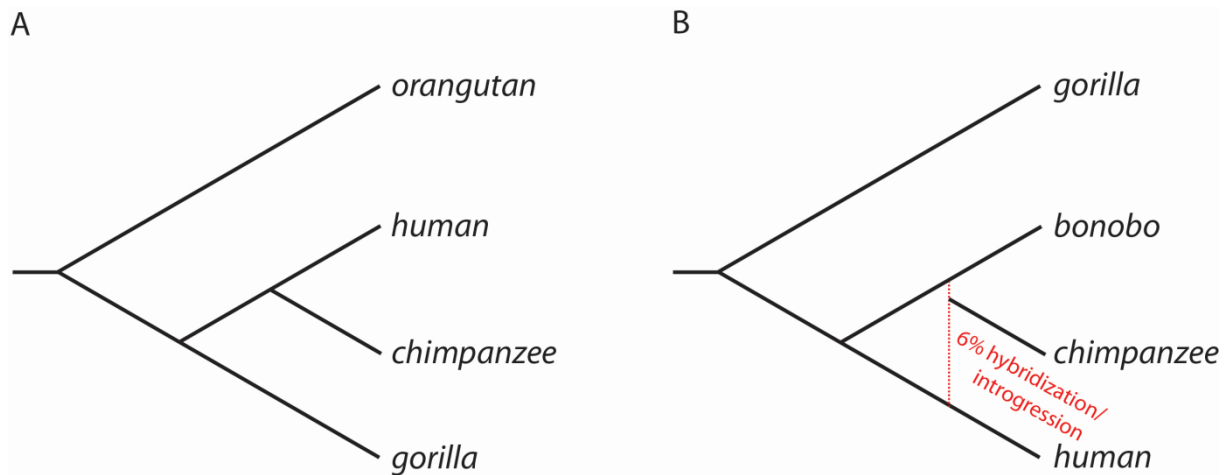 A
orangutan
human
chimpanzee
gorilla
B
gorilla
bonobo
chimpanzee
6% hybridization/
introgression
human